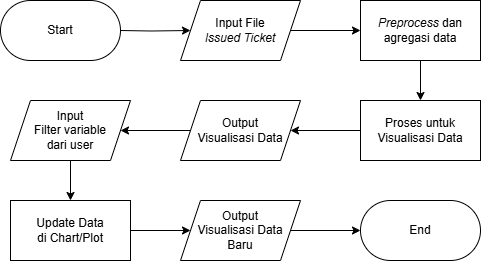 Start
Input File
Issued Ticket
Preprocess dan
agregasi data
Proses untuk
Visualisasi Data
Output
Visualisasi Data
Input
Filter variable
dari user
Update Data
di Chart/Plot
Output
Visualisasi Data
Baru
End